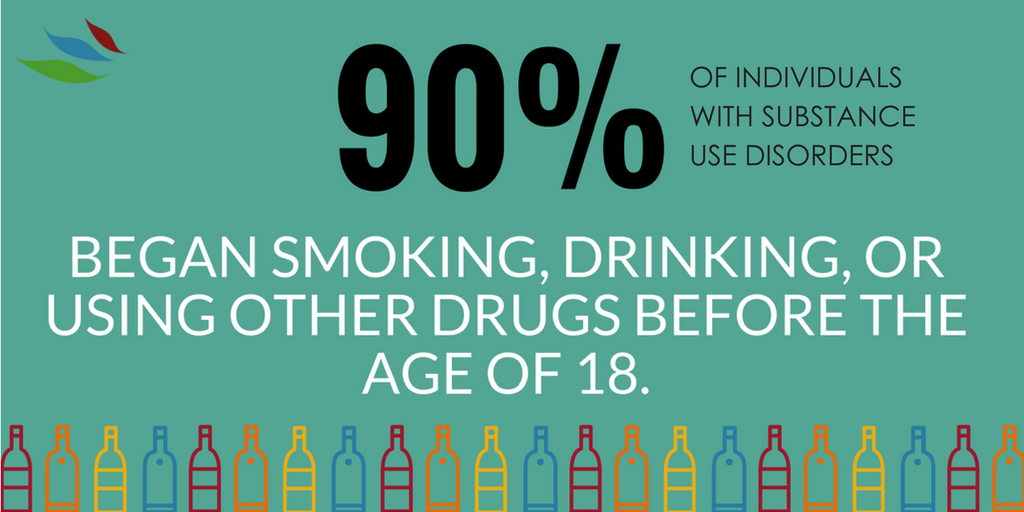 90%
OF INDIVIDUALS
WITH SUBSTANCE
USE DISORDERS
BEGAN SMOKING, DRINKING, OR
USING OTHER DRUGS BEFORE THE
AGE OF 18.